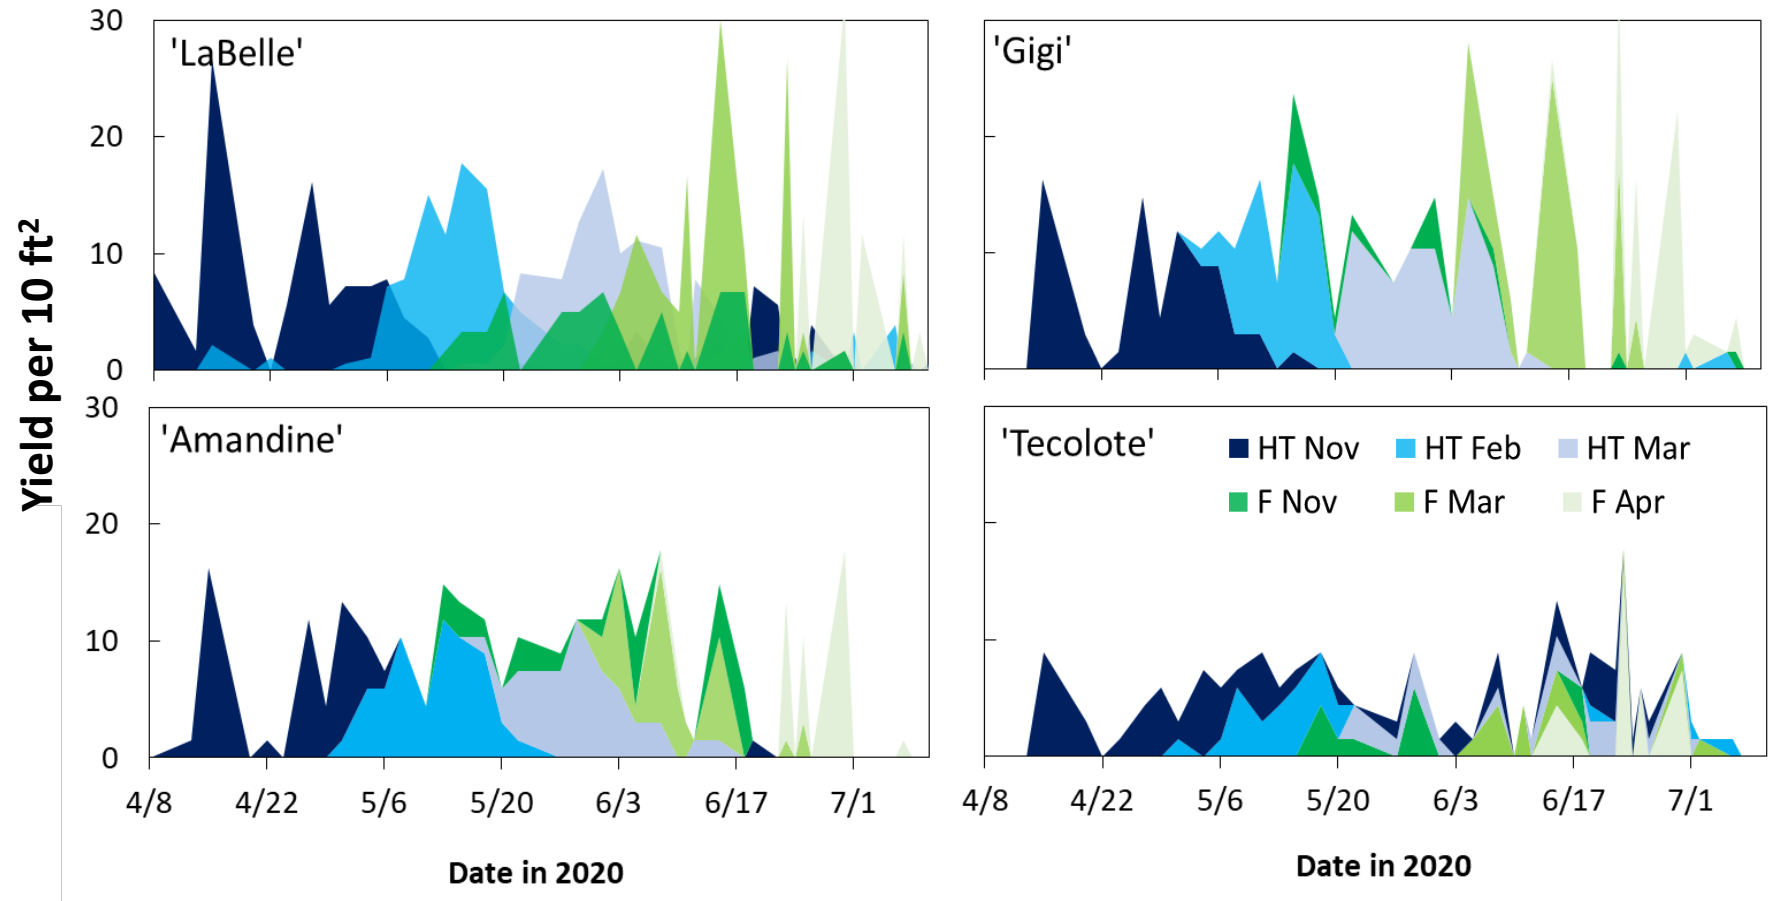 Yield per 10 ft²
30
20
10
0
'LaBelle'
'Gigi'
30
20
10
0
'Amandine'
4/8 4/22 5/6 5/20 6/3 6/17 7/1
Date in 2020
'Tecolote'
HT Nov HT Feb HT Mar
F Nov F Mar F Apr
4/8 4/22 5/6 5/20 6/3 6/17 7/1
Date in 2020